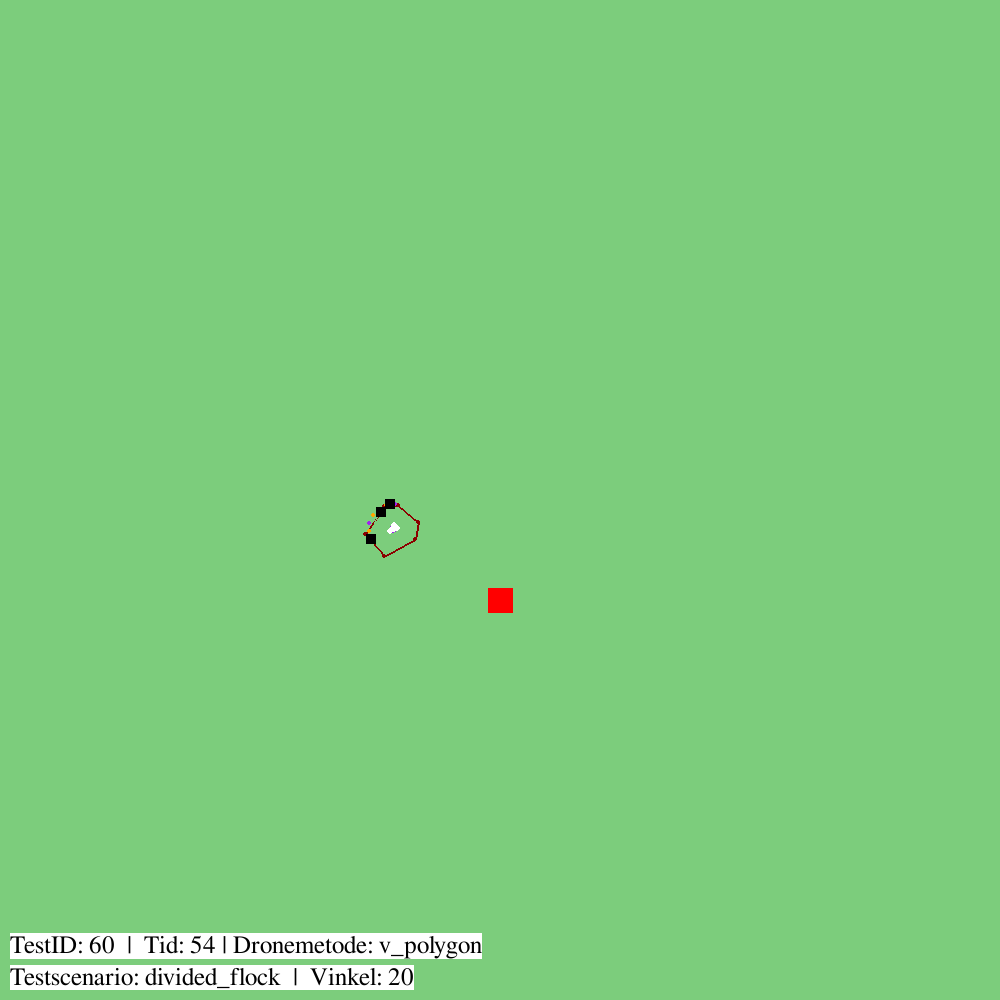 TestID: 60 | Tid: 54 | Dronemetode: v_polygon
Testscenario: divided_flock | Vinkel: 20